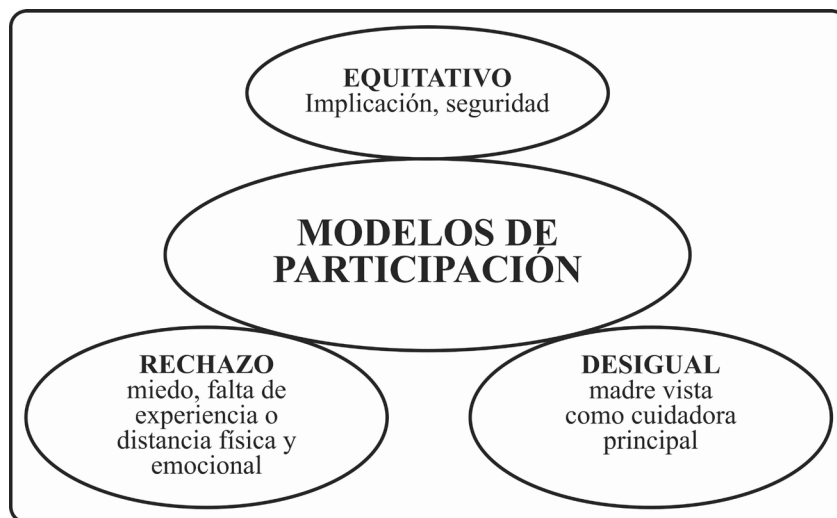 EQUITATIVO
Implicación, seguridad
MODELOS DE
PARTICIPACIÓN
RECHAZO
miedo, falta de
experiencia o
distancia física y
emocional
DESIGUAL
madre vista
como cuidadora
principal